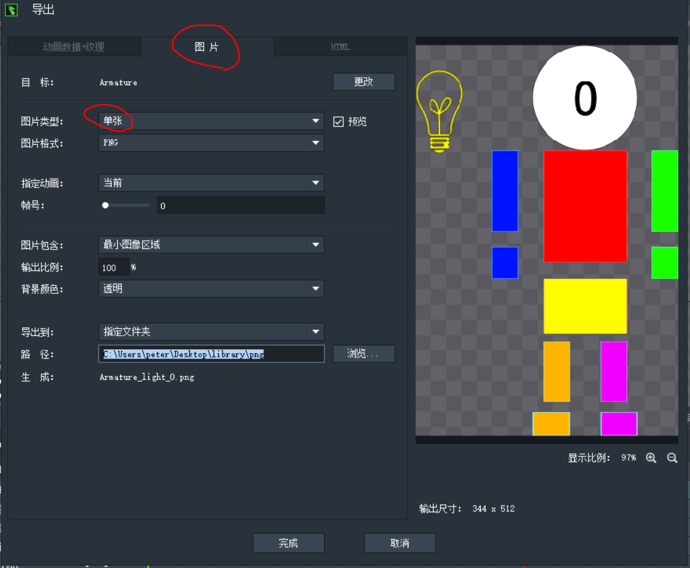 导出
动画数据+纹理 图 片 HTML
目 标: Armature 更改
图片类型: 单张 预览
图片格式: PNG
指定动画: 当前
帧号: 0
图片包含: 最小图像区域
输出比例: 100 %
背景颜色: 透明
导出到: 指定文件夹
路 径: C:\Users\peter\Desktop\library\png 浏览...
生 成: Armature_light_0.png
0
显示比例: 97%
输出尺寸: 344 x 512
完成 取消